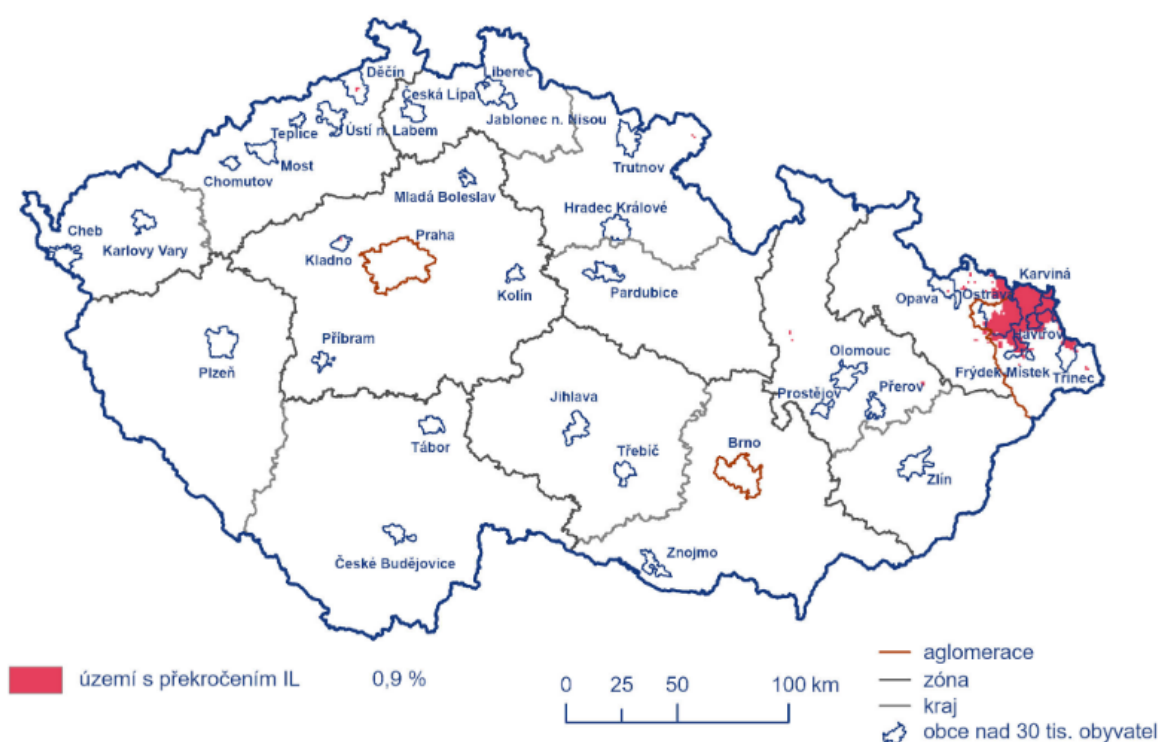 Děčín
Liberec
Česká Lípa
Jablonec n. Nisou
Teplice
Ústí n. Labem
Most
Chomutov
Trutnov
Mladá Boleslav
Hradec Králové
Cheb
Karlovy Vary
Praha
Kladno
Kolín
Pardubice
Karviná
Opava
Ostrava
Havířov
Příbram
Plzeň
Olomouc
Frýdek Místek
Třinec
Prostějov
Přerov
Jihlava
Tábor
Třebíč
Brno
Zlín
České Budějovice
Znojmo
území s překročením IL 0,9 %
0 25 50 100 km
aglomerace
zóna
kraj
obce nad 30 tis. obyvatel